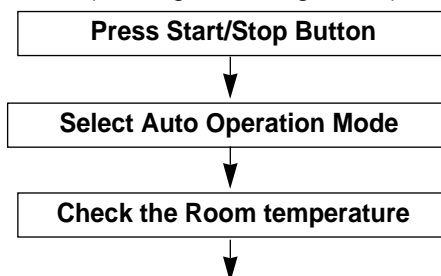 Press Start/Stop Button
Select Auto Operation Mode
Check the Room temperature